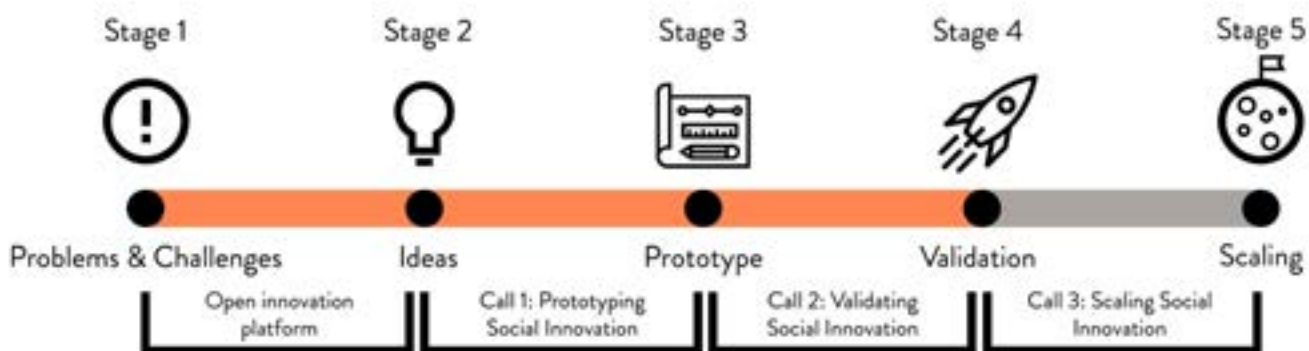 Stage 1
Stage 2
Stage 3
Stage 4
Stage 5
Problems & Challenges
Ideas
Prototype
Validation
Scaling
Open innovation
platform
Call 1: Prototyping
Social Innovation
Call 2: Validating
Social Innovation
Call 3: Scaling Social
Innovation